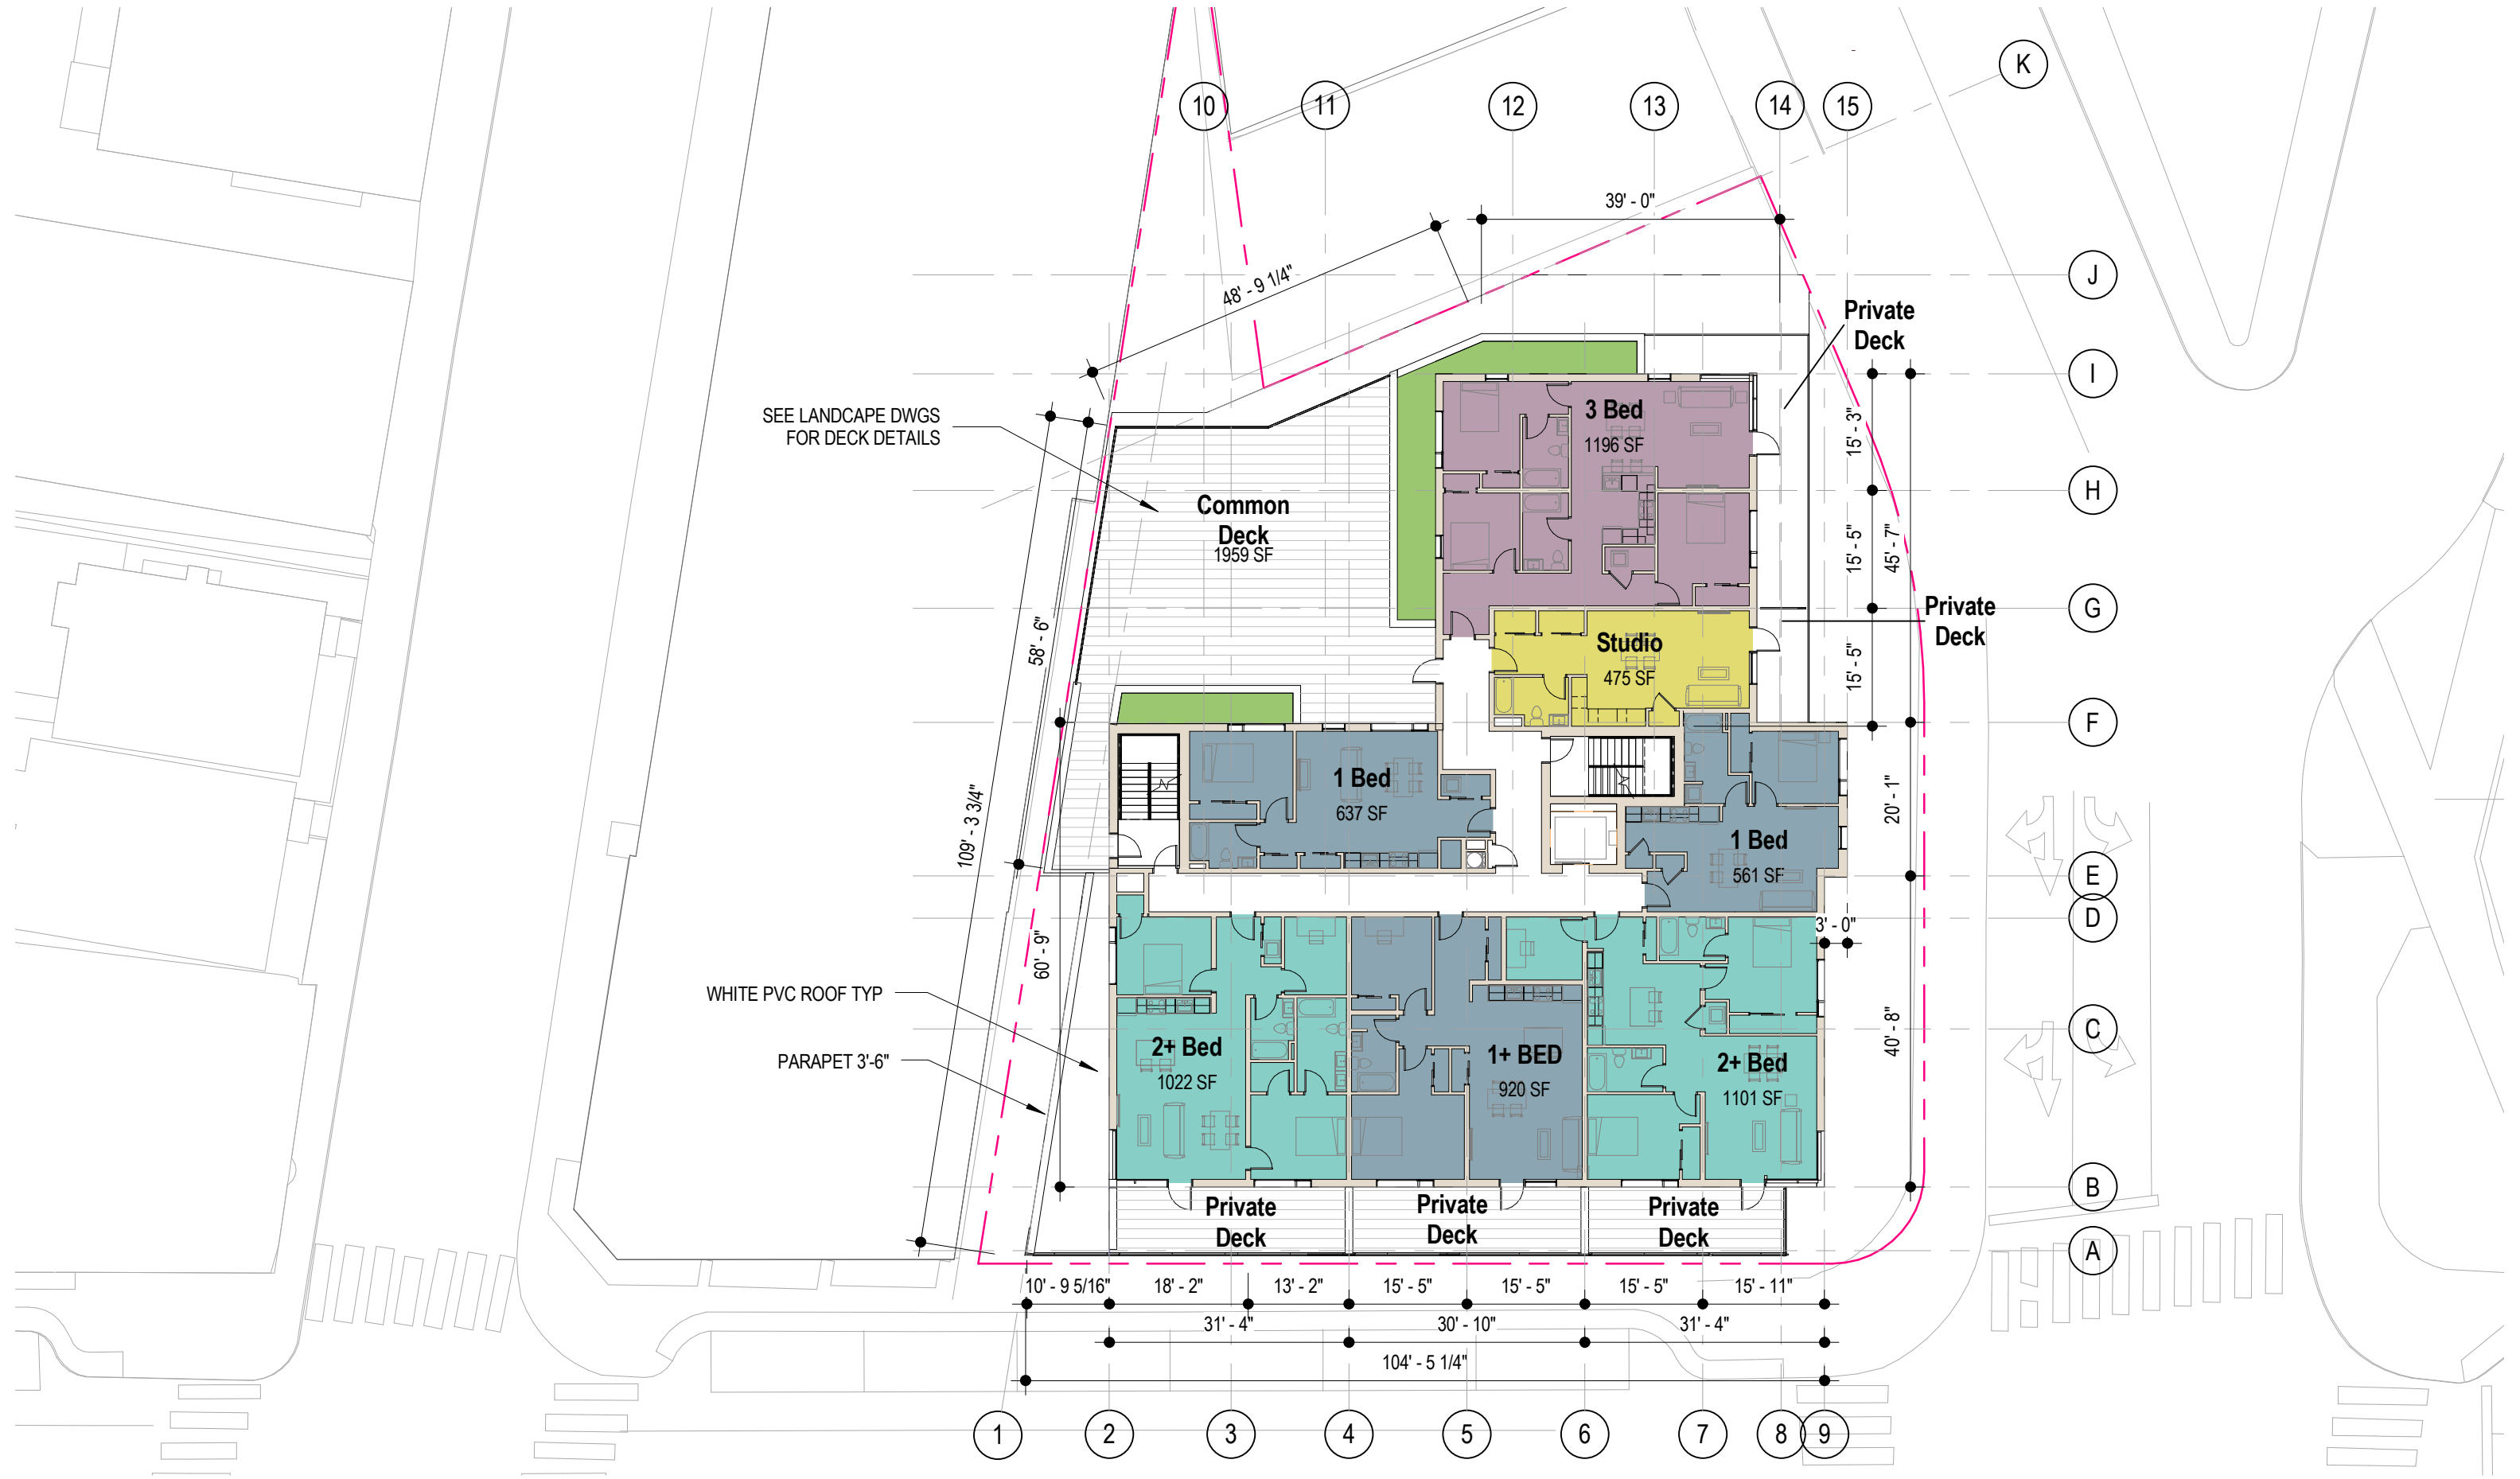 K
10
11
12
13
14
15
39' - 0"
J
48' - 9 1/4"
Private
Deck
I
SEE LANDSCAPE DWGS
FOR DECK DETAILS
3 Bed
1196 SF
15' - 3"
H
Common
Deck
1959 SF
15' - 5"
45' - 7"
Private
Deck
G
58' - 6"
Studio
475 SF
15' - 5"
F
1 Bed
637 SF
109' - 3 3/4"
20' - 1"
1 Bed
561 SF
E
D
3' - 0"
60' - 9"
WHITE PVC ROOF TYP
C
40' - 8"
PARAPET 3'-6"
2+ Bed
1022 SF
1+ BED
920 SF
2+ Bed
1101 SF
B
Private
Deck
Private
Deck
Private
Deck
A
10' - 9 5/16"
18' - 2"
13' - 2"
15' - 5"
15' - 5"
15' - 5"
15' - 11"
31' - 4"
30' - 10"
31' - 4"
104' - 5 1/4"
1
2
3
4
5
6
7
8
9